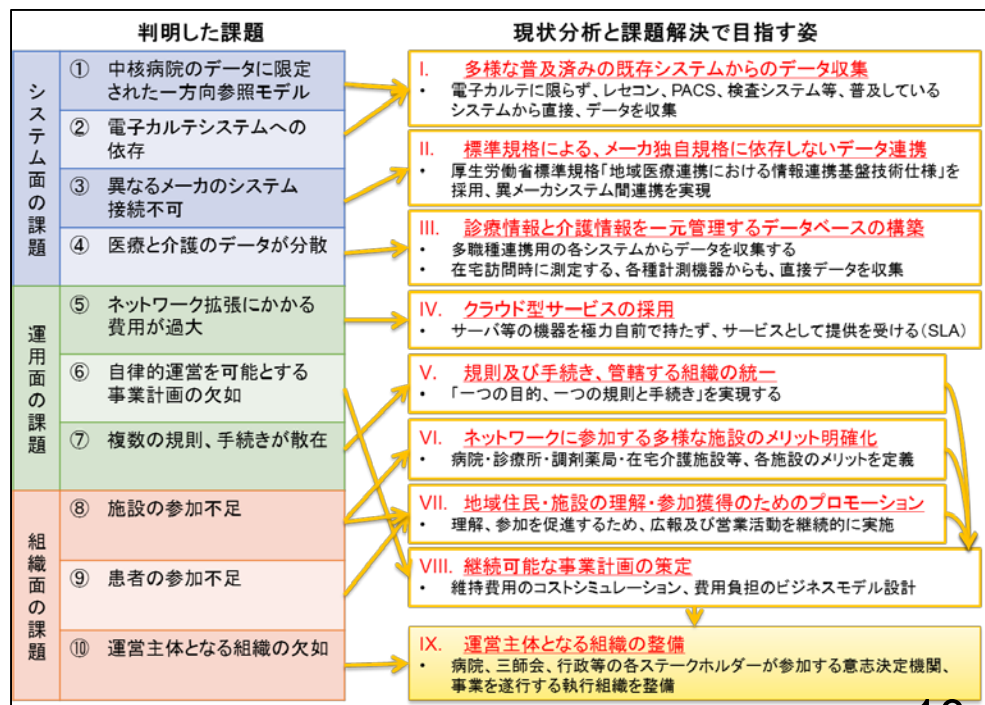 判明した課題
現状分析と課題解決で目指す姿
システム面の課題
① 中核病院のデータに限定
された一方向参照モデル
② 電子カルテシステムへの
依存
③ 異なるメーカのシステム
接続不可
④ 医療と介護のデータが分散
運用面の課題
⑤ ネットワーク拡張にかかる
費用が過大
⑥ 自律的運営を可能とする
事業計画の欠如
⑦ 複数の規則、手続きが散在
組織面の課題
⑧ 施設の参加不足
⑨ 患者の参加不足
⑩ 運営主体となる組織の欠如
I. 多様な普及済みの既存システムからのデータ収集
• 電子カルテに限らず、レセコン、PACS、検査システム等、普及している
システムから直接、データを収集
II. 標準規格による、メーカ独自規格に依存しないデータ連携
• 厚生労働省標準規格「地域医療連携における情報連携基盤技術仕様」を
採用、異メーカシステム間連携を実現
III. 診療情報と介護情報を一元管理するデータベースの構築
• 多職種連携用の各システムからデータを収集する
• 在宅訪問時に測定する、各種計測機器からも、直接データを収集
IV. クラウド型サービスの採用
• サーバ等の機器を極力自前で持たず、サービスとして提供を受ける(SLA)
V. 規則及び手続き、管轄する組織の統一
• 「一つの目的、一つの規則と手続き」を実現する
VI. ネットワークに参加する多様な施設のメリット明確化
• 病院・診療所・調剤薬局・在宅介護施設等、各施設のメリットを定義
VII. 地域住民・施設の理解・参加獲得のためのプロモーション
• 理解、参加を促進するため、広報及び営業活動を継続的に実施
VIII. 継続可能な事業計画の策定
• 維持費用のコストシミュレーション、費用負担のビジネスモデル設計
IX. 運営主体となる組織の整備
• 病院、三師会、行政等の各ステークホルダーが参加する意志決定機関、
事業を遂行する執行組織を整備